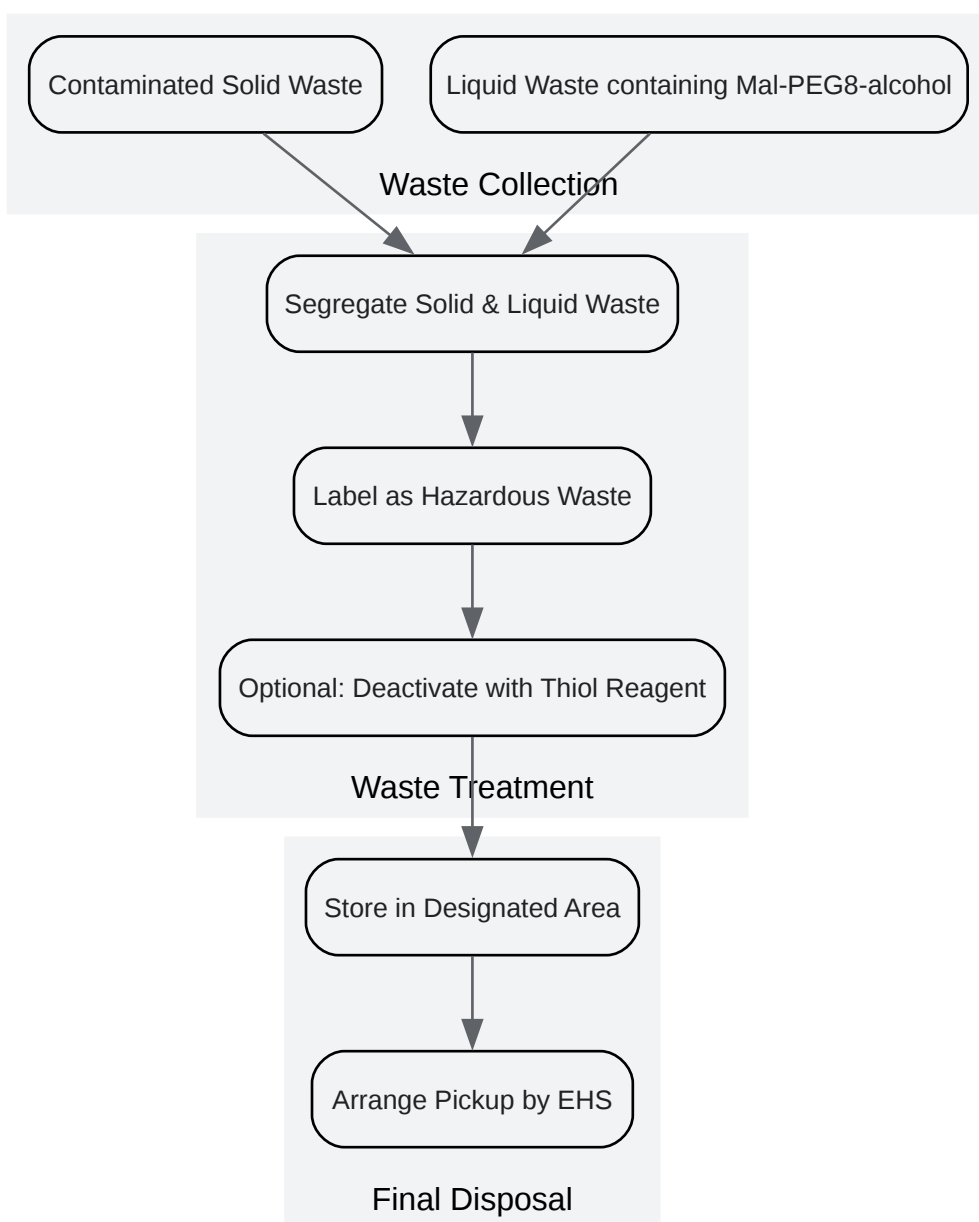 Contaminated Solid Waste
Liquid Waste containing Mal-PEG8-alcohol
Waste Collection
Segregate Solid & Liquid Waste
Label as Hazardous Waste
Optional: Deactivate with Thiol Reagent
Waste Treatment
Store in Designated Area
Arrange Pickup by EHS
Final Disposal